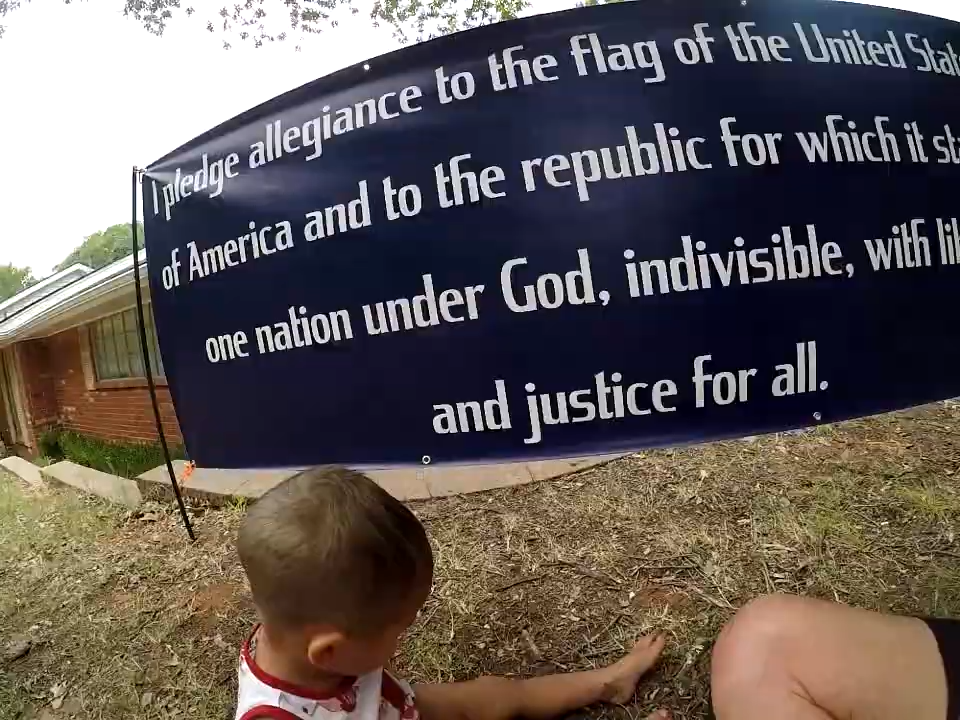 I pledge allegiance to the flag of the United
of America and to the republic for which it
one nation under God, indivisible, with
and justice for all.